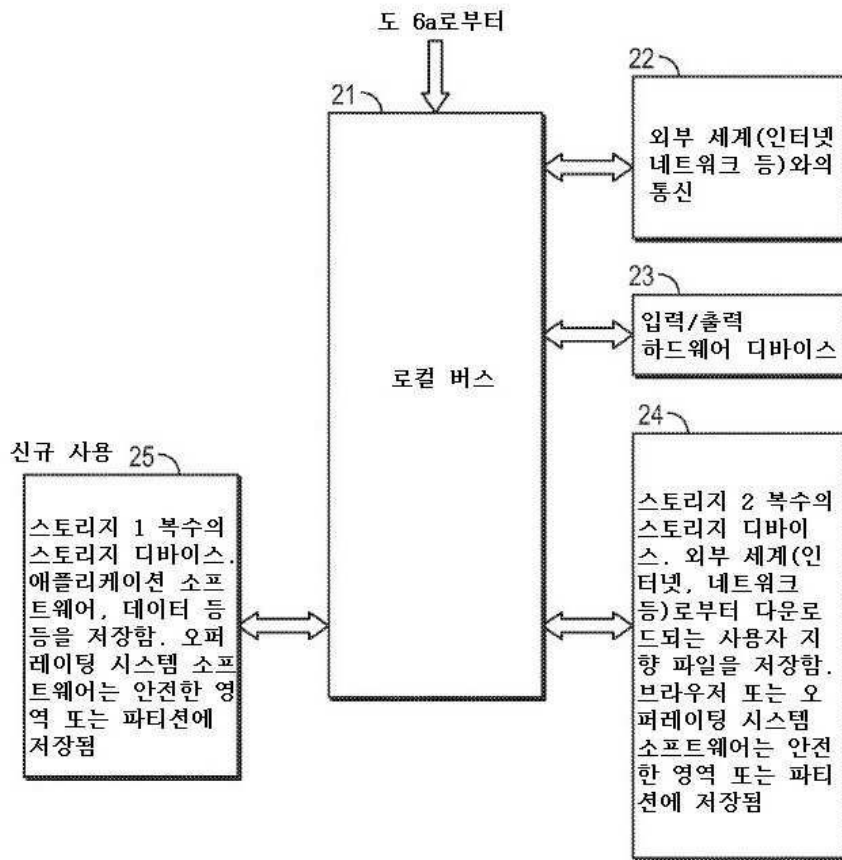 도 6a로부터
21
22
외부 세계(인터넷
네트워크 등)와의
통신
23
입력/출력
하드웨어 디바이스
로컬 버스
신규 사용
25
스토리지 1 복수의
스토리지 디바이스.
애플리케이션 소프
트웨어, 데이터 등
등을 저장함. 오퍼
레이팅 시스템 소프
트웨어는 안전한 영
역 또는 파티션에
저장됨
24
스토리지 2 복수의
스토리지 디바이
스. 외부 세계(인
터넷, 네트워크
등)로부터 다운로
드되는 사용자 지
향 파일을 저장함.
브라우저 또는 오
퍼레이팅 시스템
소프트웨어는 안전
한 영역 또는 파티
션에 저장됨